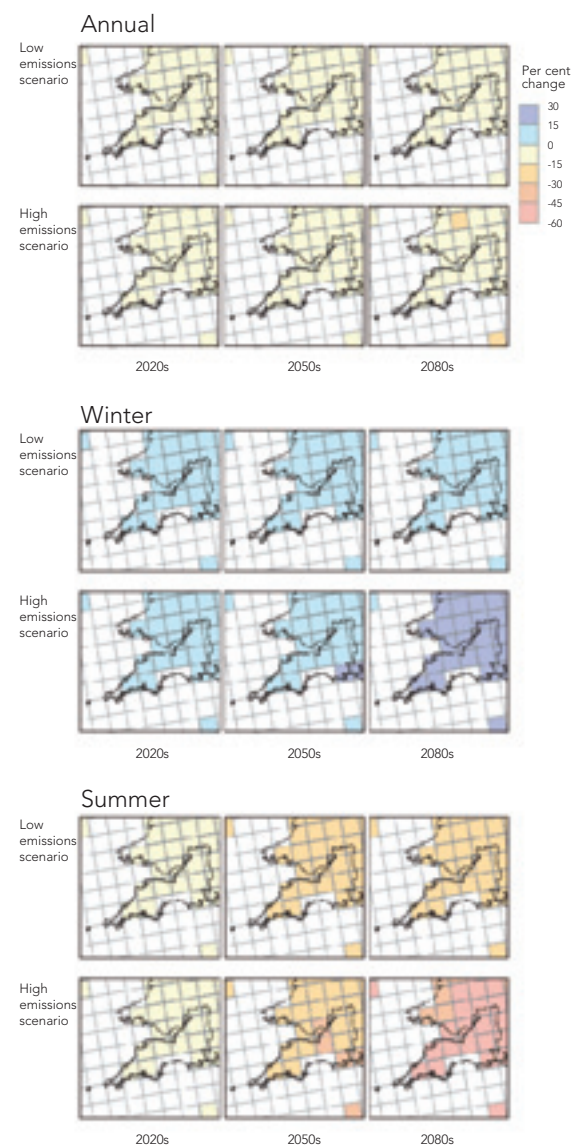 Annual
Low
emissions
scenario
Per cent
change
30
15
0
-15
-30
-45
-60
High
emissions
scenario
2020s
2050s
2080s
Winter
Low
emissions
scenario
High
emissions
scenario
2020s
2050s
2080s
Summer
Low
emissions
scenario
High
emissions
scenario
2020s
2050s
2080s